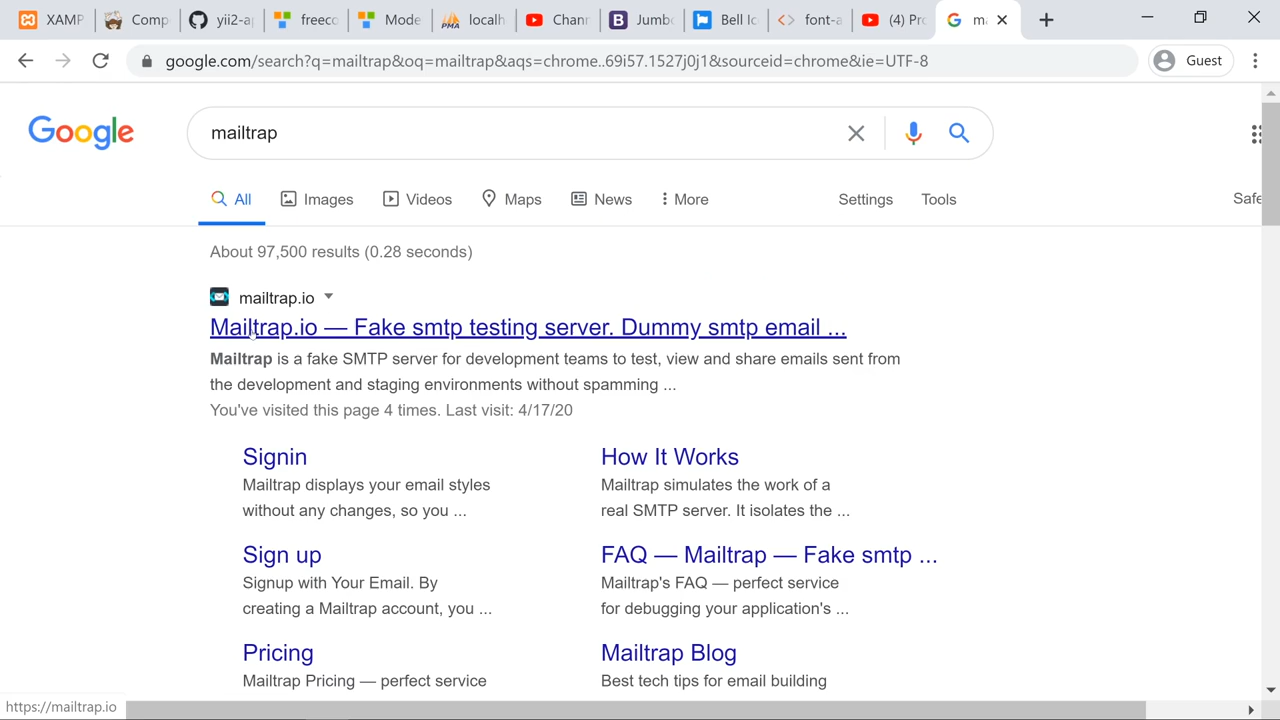 XAMP
Comp
yii2-ap
freeco
Mode
localh
Chan
Jumbo
Bell Ic
font-a
(4) Pro
ma
google.com/search?q=mailtrap&oq=mailtrap&aqs=chrome..69i57.1527j0j1&sourceid=chrome&ie=UTF-8
Guest
Google
mailtrap
All
Images
Videos
Maps
News
More
Settings
Tools
Safe
About 97,500 results (0.28 seconds)
mailtrap.io
Mailtrap.io — Fake smtp testing server. Dummy smtp email ...
Mailtrap is a fake SMTP server for development teams to test, view and share emails sent from
the development and staging environments without spamming ...
You've visited this page 4 times. Last visit: 4/17/20
Signin
Mailtrap displays your email styles
without any changes, so you ...
How It Works
Mailtrap simulates the work of a
real SMTP server. It isolates the ...
Sign up
Signup with Your Email. By
creating a Mailtrap account, you ...
FAQ — Mailtrap — Fake smtp ...
Mailtrap's FAQ — perfect service
for debugging your application's ...
Pricing
Mailtrap Pricing — perfect service
Mailtrap Blog
Best tech tips for email building
https://mailtrap.io